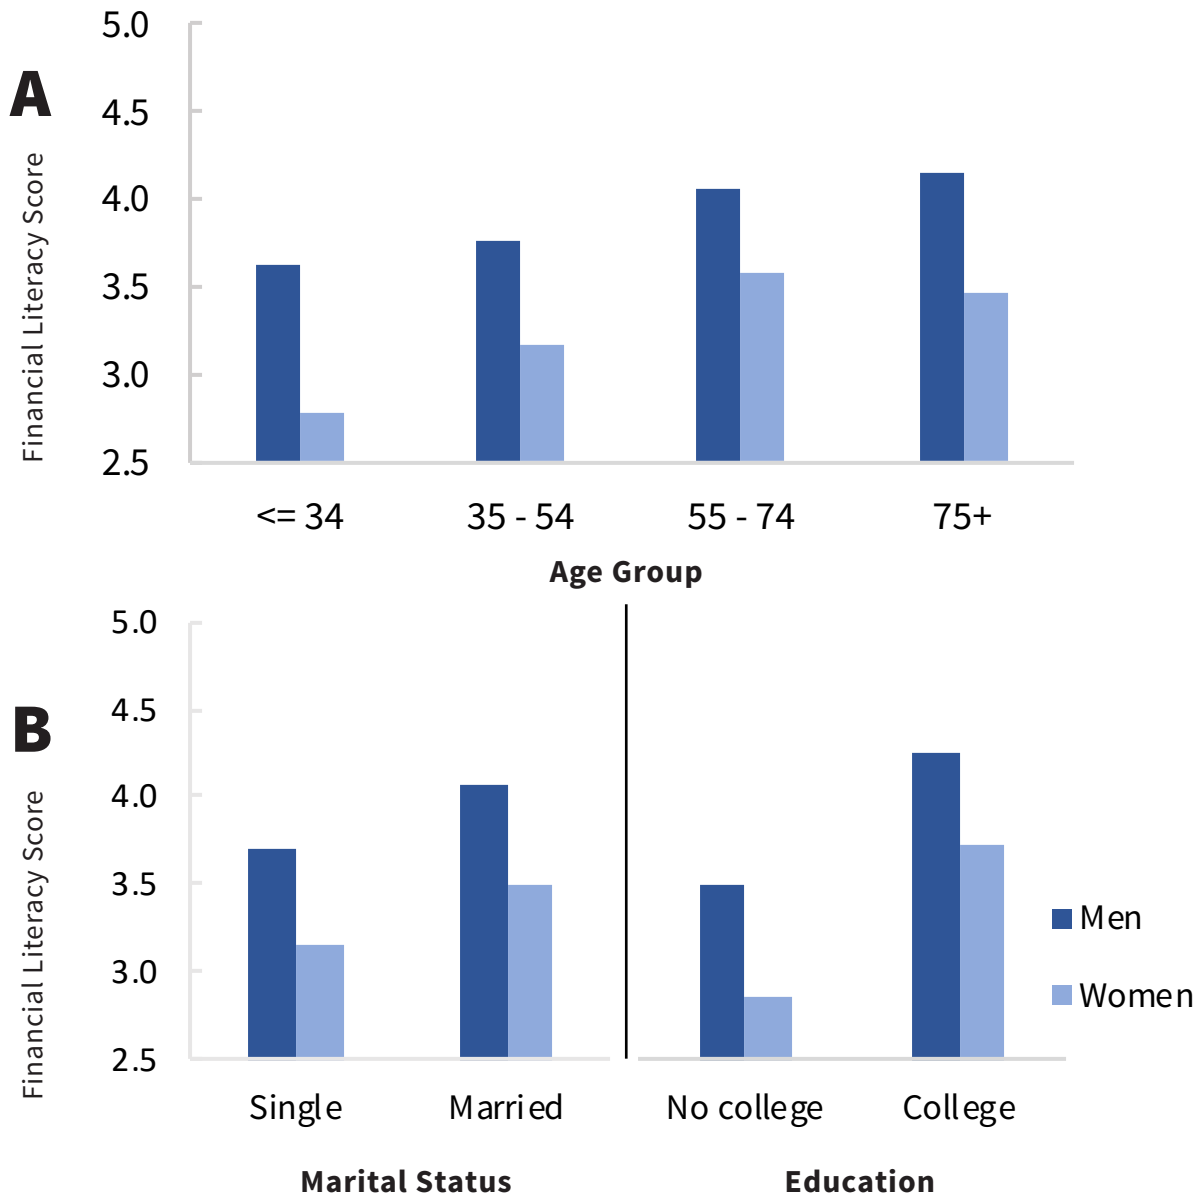 A
Financial Literacy Score
5.0
4.5
4.0
3.5
3.0
2.5
<= 34
35 - 54
55 - 74
75+
Age Group
B
Financial Literacy Score
5.0
4.5
4.0
3.5
3.0
2.5
Single
Married
No college
College
Marital Status
Education
Men
Women